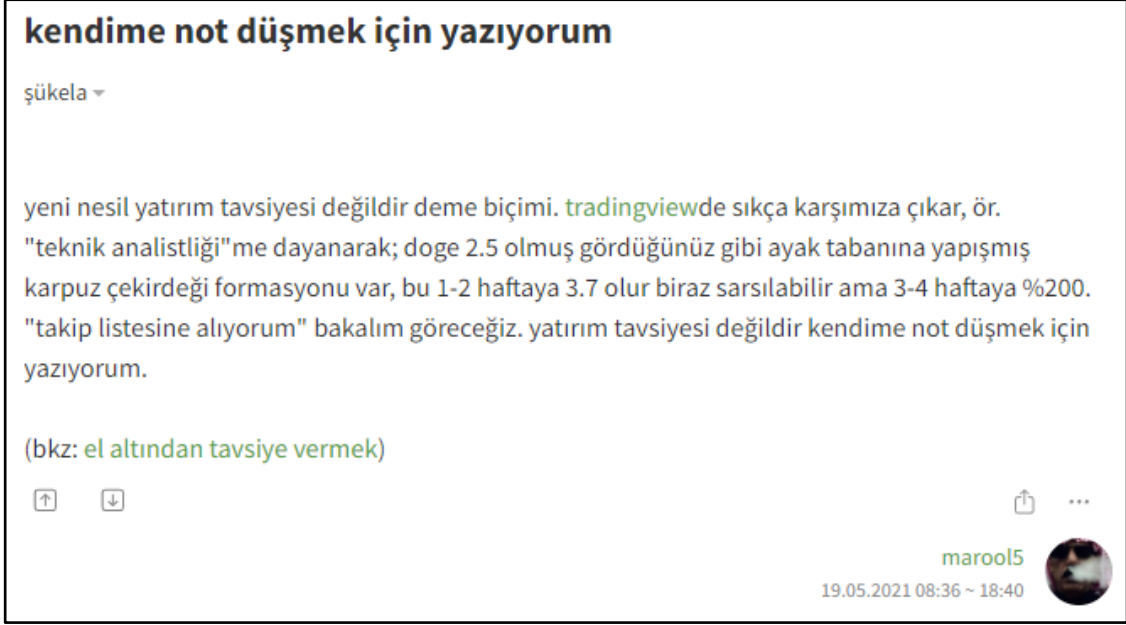 kendime not düşmek için yazıyorum
şükela
yeni nesil yatırım tavsiyesi değildir deme biçimi. tradingviewde sıkça karşımıza çıkar, ör.
"teknik analistliği"me dayanarak; doge 2.5 olmuş gördüğünüz gibi ayak tabanına yapışmış
karpuz çekirdeği formasyonu var, bu 1-2 haftaya 3.7 olur biraz sarsılabilir ama 3-4 haftaya %200.
"takip listesine alıyorum" bakalım göreceğiz. yatırım tavsiyesi değildir kendime not düşmek için
yazıyorum.
(bkz: el altından tavsiye vermek)
marool5
19.05.2021 08:36 ~ 18:40